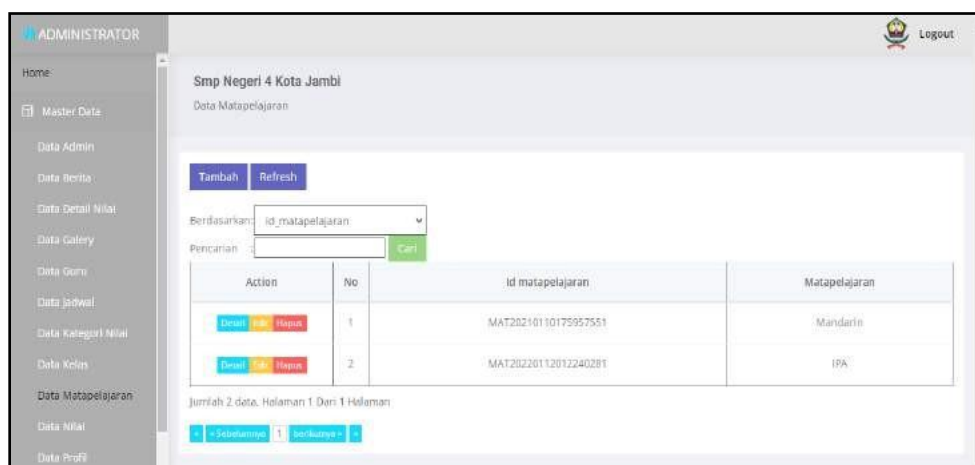 ADMINISTRATOR
Logout
Home
Master Data
Data Admin
Data Berita
Data Detail Nilai
Data Galery
Data Guru
Data Jadwal
Data Kategori Nilai
Data Kelas
Data Matapelajaran
Data Nilai
Data Profil
Smp Negeri 4 Kota Jambi
Data Matapelajaran
Tambah Refresh
Berdasarkan: id_matapelajaran
Pencarian : Cari
Action No Id matapelajaran Matapelajaran
Detail Edit Hapus 1 MAT20210110175957551 Mandarin
Detail Edit Hapus 2 MAT20220112012240281 IPA
Jumlah 2 data, Halaman 1 Dari 1 Halaman
« « Sebelumnya 1 berikutnya » »